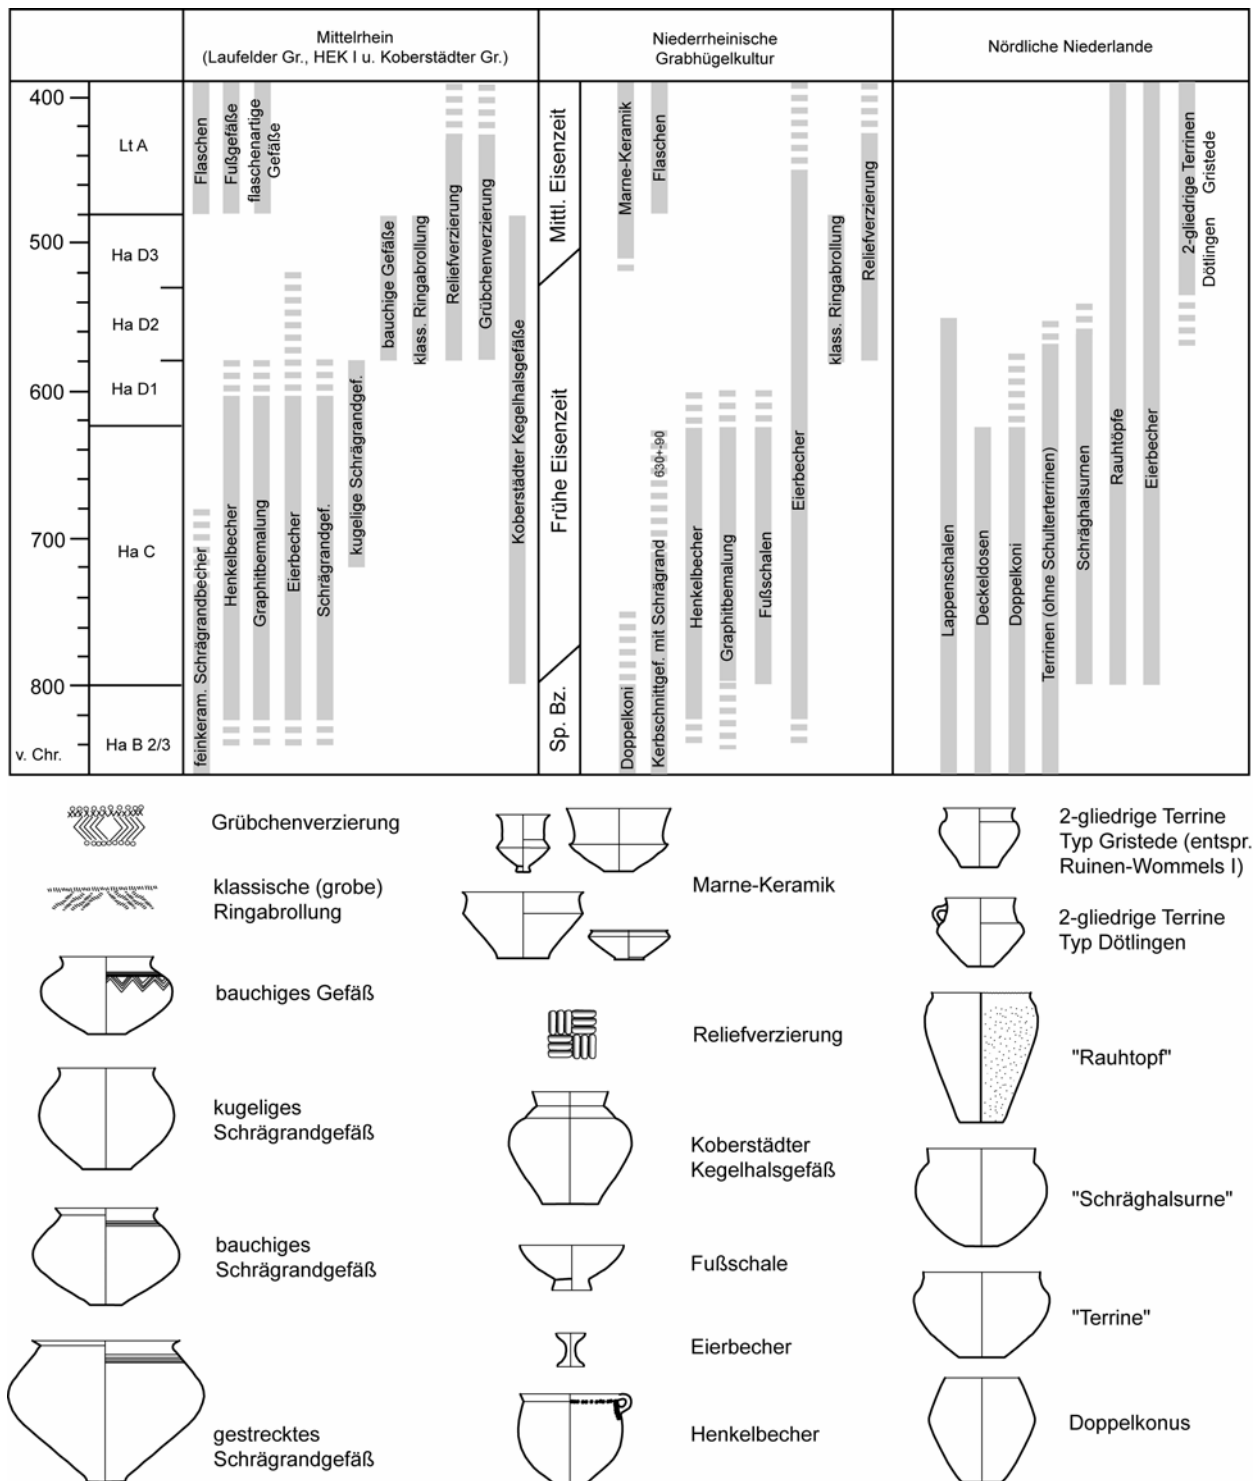 Mittelrhein
(Laufelder Gr., HEK I u. Koberstädter Gr.)
Niederrheinische
Grabhügelkultur
Nördliche Niederlande
400
500
600
700
800
v. Chr.
Lt A
Ha D3
Ha D2
Ha D1
Ha C
Ha B 2/3
Flaschen
Fußgefäße
flaschenartige
Gefäße
feinkeram. Schrägrandbecher
Henkelbecher
Graphitbemalung
Eierbecher
Schrägrandgef.
kugelige Schrägrandgef.
bauchige Gefäße
klass. Ringabrollung
Reliefverzierung
Grübchenverzierung
Koberstädter Kegelhalsgefäße
Mittl. Eisenzeit
Frühe Eisenzeit
Sp. Bz.
Marne-Keramik
Flaschen
Doppelkoni
Kerbschnittgef. mit Schrägrand 630+-90
Henkelbecher
Graphitbemalung
Fußschalen
Eierbecher
klass. Ringabrollung
Reliefverzierung
Lappenschalen
Deckeldosen
Doppelkoni
Terrinen (ohne Schulterterrinen)
Schräghalsurnen
Rauhtöpfe
Eierbecher
2-gliedrige Terrinen
Dötlingen Gristede
Grübchenverzierung
klassische (grobe)
Ringabrollung
bauchiges Gefäß
kugeliges
Schrägrandgefäß
bauchiges
Schrägrandgefäß
gestrecktes
Schrägrandgefäß
Marne-Keramik
Reliefverzierung
Koberstädter
Kegelhalsgefäß
Fußschale
Eierbecher
Henkelbecher
2-gliedrige Terrine
Typ Gristede (entspr.
Ruinen-Wommels I)
2-gliedrige Terrine
Typ Dötlingen
"Rauhtopf"
"Schräghalsurne"
"Terrine"
Doppelkonus